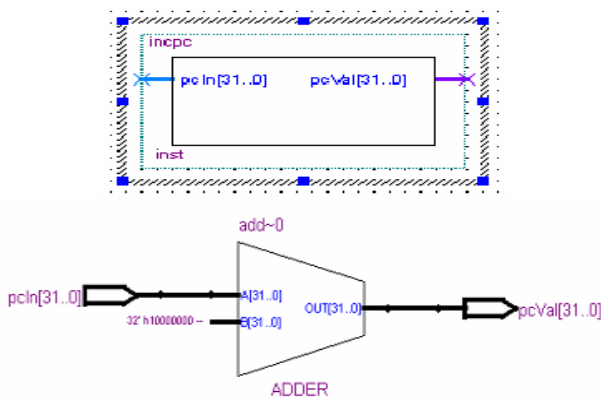 incpc
pcIn[31..0] pcVal[31..0]
inst
add~0
pcIn[31..0]
A[31..0]
32' h10000000 --
B[31..0]
OUT[31..0]
pcVal[31..0]
ADDER